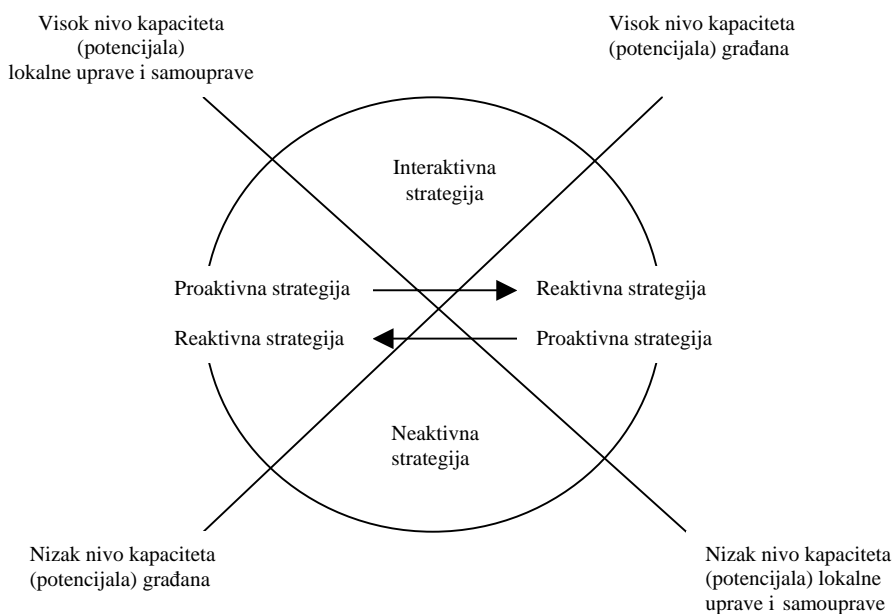 Visok nivo kapaciteta
(potencijala)
lokalne uprave i samouprave
Visok nivo kapaciteta
(potencijala) građana
Interaktivna
strategija
Proaktivna strategija
Reaktivna strategija
Reaktivna strategija
Proaktivna strategija
Neaktivna
strategija
Nizak nivo kapaciteta
(potencijala) građana
Nizak nivo kapaciteta
(potencijala) lokalne
uprave i samouprave